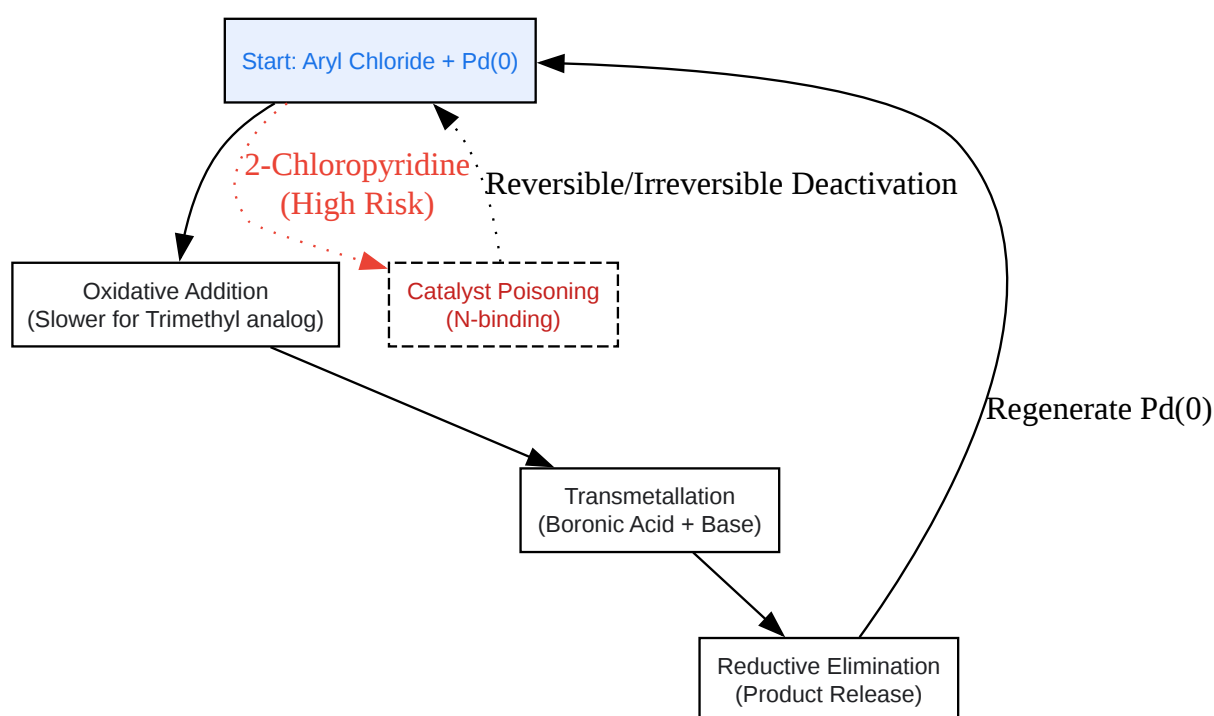 Start: Aryl Chloride + Pd(0)
2-Chloropyridine
(High Risk)
Reversible/Irreversible Deactivation
Oxidative Addition
(Slower for Trimethyl analog)
Catalyst Poisoning
(N-binding)
Regenerate Pd(0)
Transmetallation
(Boronic Acid + Base)
Reductive Elimination
(Product Release)